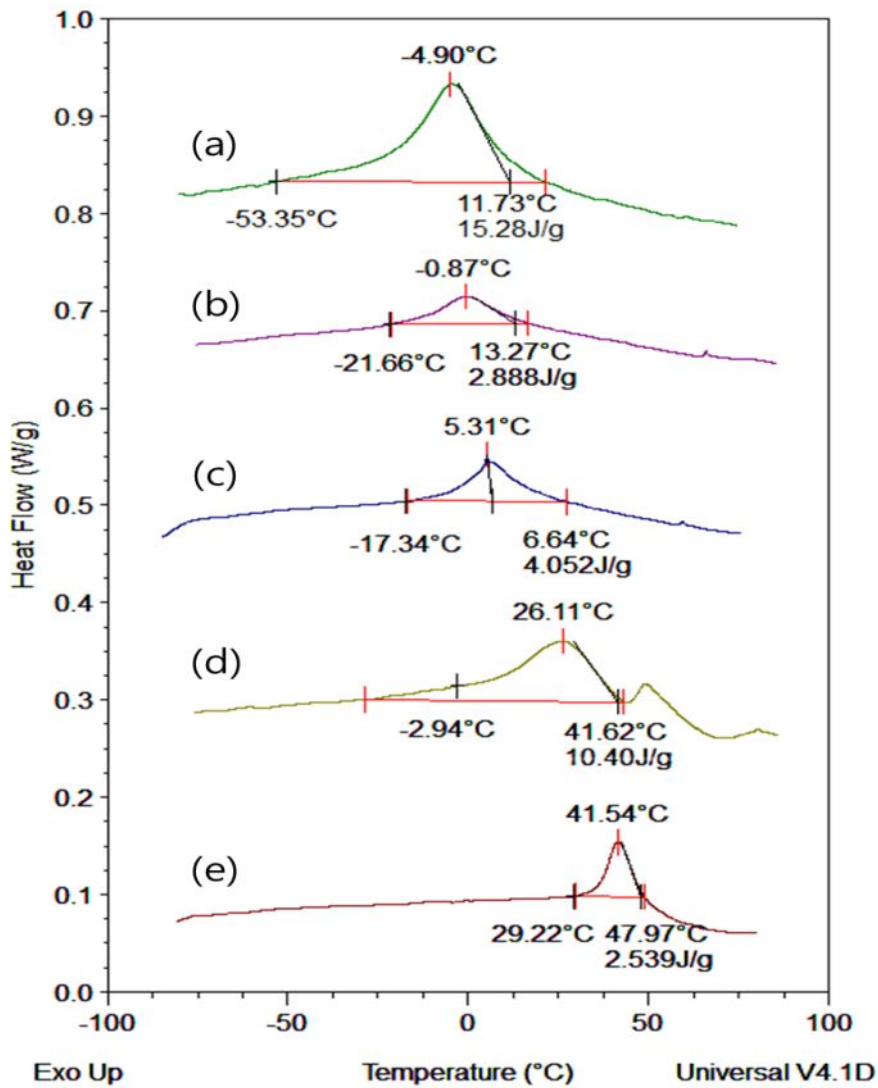 1.0
-4.90°C
0.9
(a)
0.8
-53.35°C
11.73°C
15.28J/g
-0.87°C
0.7
(b)
-21.66°C
13.27°C
2.888J/g
0.6
5.31°C
(c)
0.5
-17.34°C
6.64°C
4.052J/g
0.4
26.11°C
(d)
0.3
-2.94°C
41.62°C
10.40J/g
0.2
41.54°C
(e)
0.1
29.22°C
47.97°C
2.539J/g
0.0
Heat Flow (W/g)
-100 -50 0 50 100
Exo Up Temperature (°C) Universal V4.1D